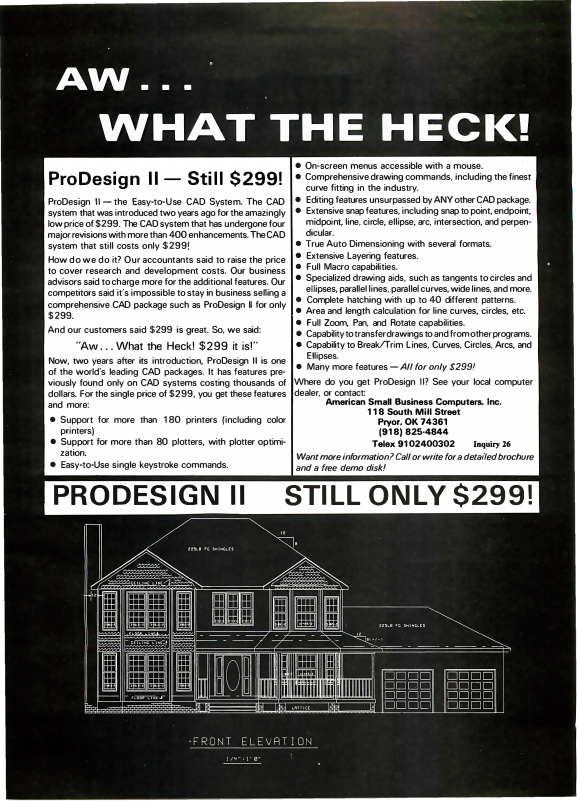 AW . . .
WHAT THE HECK!
ProDesign II — Still $299!
ProDesign II — the Easy-to-Use CAD System. The CAD
system that was introduced two years ago for the amazingly
low price of $299. The CAD system that has undergone four
major revisions with more than 400 enhancements. The CAD
system that still costs only $299!
How do we do it? Our accountants said to raise the price
to cover research and development costs. Our business
advisors said to charge more for the additional features. Our
competitors said it's impossible to stay in business selling a
comprehensive CAD package such as ProDesign II for only
$299.
And our customers said $299 is great. So, we said:
"Aw . . . What the Heck! $299 it is!"
Now, two years after its introduction, ProDesign II is one
of the world's leading CAD packages. It has features pre-
viously found only on CAD systems costing thousands of
dollars. For the single price of $299, you get these features
and more:
● Support for more than 180 printers (including color
printers)
● Support for more than 80 plotters, with plotter optimi-
zation.
● Easy-to-Use single keystroke commands.
● On-screen menus accessible with a mouse.
● Comprehensive drawing commands, including the finest
curve fitting in the industry.
● Editing features unsurpassed by ANY other CAD package.
● Extensive snap features, including snap to point, endpoint,
midpoint, line, circle, ellipse, arc, intersection, and perpen-
dicular.
● True Auto Dimensioning with several formats.
● Extensive Layering features.
● Full Macro capabilities.
● Specialized drawing aids, such as tangents to circles and
ellipses, parallel lines, parallel curves, wide lines, and more.
● Complete hatching with up to 40 different patterns.
● Area and length calculation for line curves, circles, etc.
● Full Zoom, Pan, and Rotate capabilities.
● Capability to transfer drawings to and from other programs.
● Capability to Break/Trim Lines, Curves, Circles, Arcs, and
Ellipses.
● Many more features — All for only $299!
Where do you get ProDesign II? See your local computer
dealer, or contact:
American Small Business Computers, Inc.
118 South Mill Street
Pryor, OK 74361
(918) 825-4844
Telex 9102400302 Inquiry 26
Want more information? Call or write for a detailed brochure
and a free demo disk!
PRODESIGN II STILL ONLY $299!
12
8
225LB FG SHINGLES
CEILING LINE
12
225LB FG SHINGLES
FLOOR LINE
CEILING LINE
12
FLOOR LINE
LATTICE
FRONT ELEVATION
1/4"=1'0"